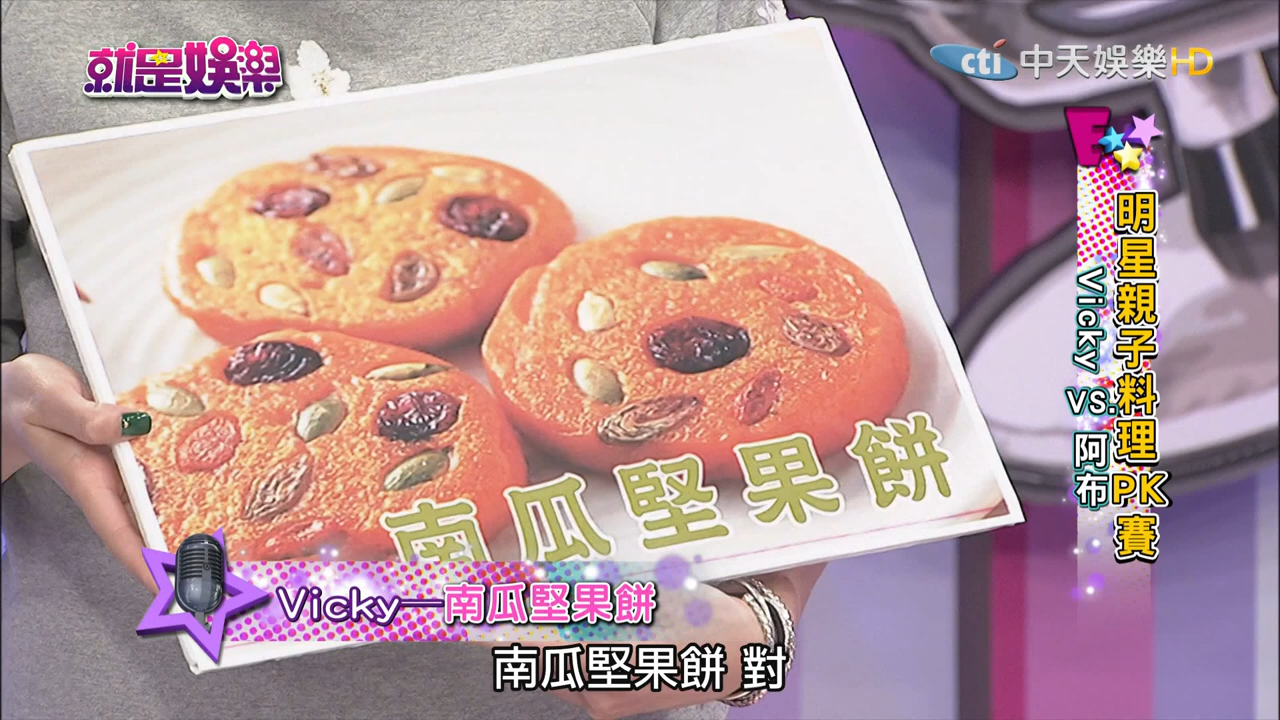 就是娛樂
cti 中天娛樂HD
E
明星親子料理PK賽
Vicky vs. 阿布
南瓜堅果餅
Vicky—南瓜堅果餅
南瓜堅果餅 對